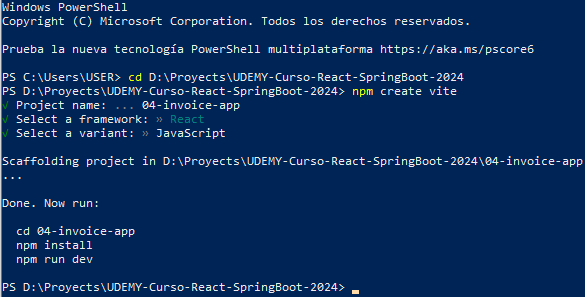 Windows PowerShell
Copyright (C) Microsoft Corporation. Todos los derechos reservados.
Prueba la nueva tecnología PowerShell multiplataforma https://aka.ms/pscore6
PS C:\Users\USER> cd D:\Proyects\UDEMY-Curso-React-SpringBoot-2024
PS D:\Proyects\UDEMY-Curso-React-SpringBoot-2024> npm create vite
√ Project name: ... 04-invoice-app
√ Select a framework: » React
√ Select a variant: » JavaScript
Scaffolding project in D:\Proyects\UDEMY-Curso-React-SpringBoot-2024\04-invoice-app
...
Done. Now run:
cd 04-invoice-app
npm install
npm run dev
PS D:\Proyects\UDEMY-Curso-React-SpringBoot-2024>